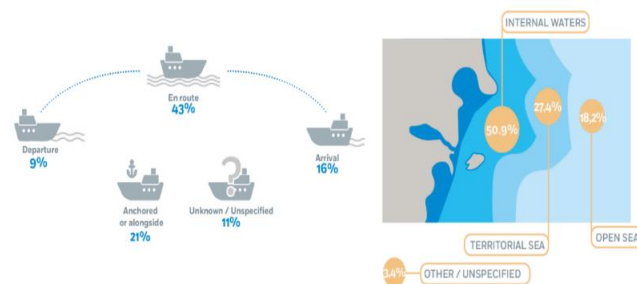 INTERNAL WATERS
En route
43%
27,4%
18,2%
50,9%
Departure
9%
Arrival
16%
?
Anchored
or alongside
21%
Unknown / Unspecified
11%
TERRITORIAL SEA
OPEN SEA
3,4%
OTHER / UNSPECIFIED